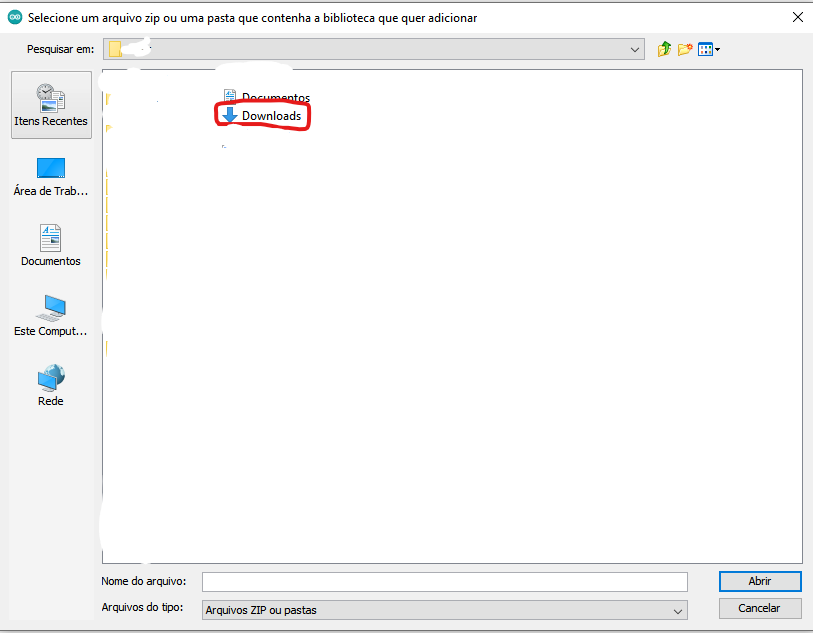 Selecione um arquivo zip ou uma pasta que contenha a biblioteca que quer adicionar
Pesquisar em:
Itens Recentes
Área de Trab...
Documentos
Este Comput...
Rede
Documentos
Downloads
Nome do arquivo:
Abrir
Arquivos do tipo:
Arquivos ZIP ou pastas
Cancelar